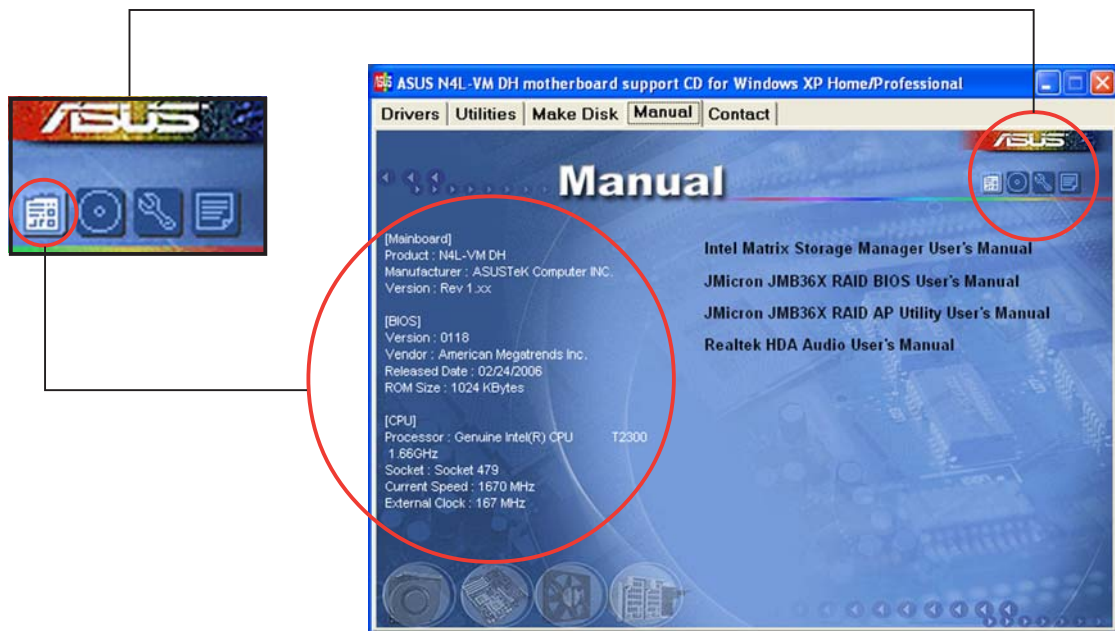 ASUS
ASUS N4L-VM DH motherboard support CD for Windows XP Home/Professional
Drivers Utilities Make Disk Manual Contact
ASUS
Manual
[Mainboard]
Product : N4L-VM DH
Manufacturer : ASUSTeK Computer INC.
Version : Rev 1.xx
[BIOS]
Version : 0118
Vendor : American Megatrends Inc.
Released Date : 02/24/2006
ROM Size : 1024 KBytes
[CPU]
Processor : Genuine Intel(R) CPU T2300
1.66GHz
Socket : Socket 479
Current Speed : 1670 MHz
External Clock : 167 MHz
Intel Matrix Storage Manager User's Manual
JMicron JMB36X RAID BIOS User's Manual
JMicron JMB36X RAID AP Utility User's Manual
Realtek HDA Audio User's Manual